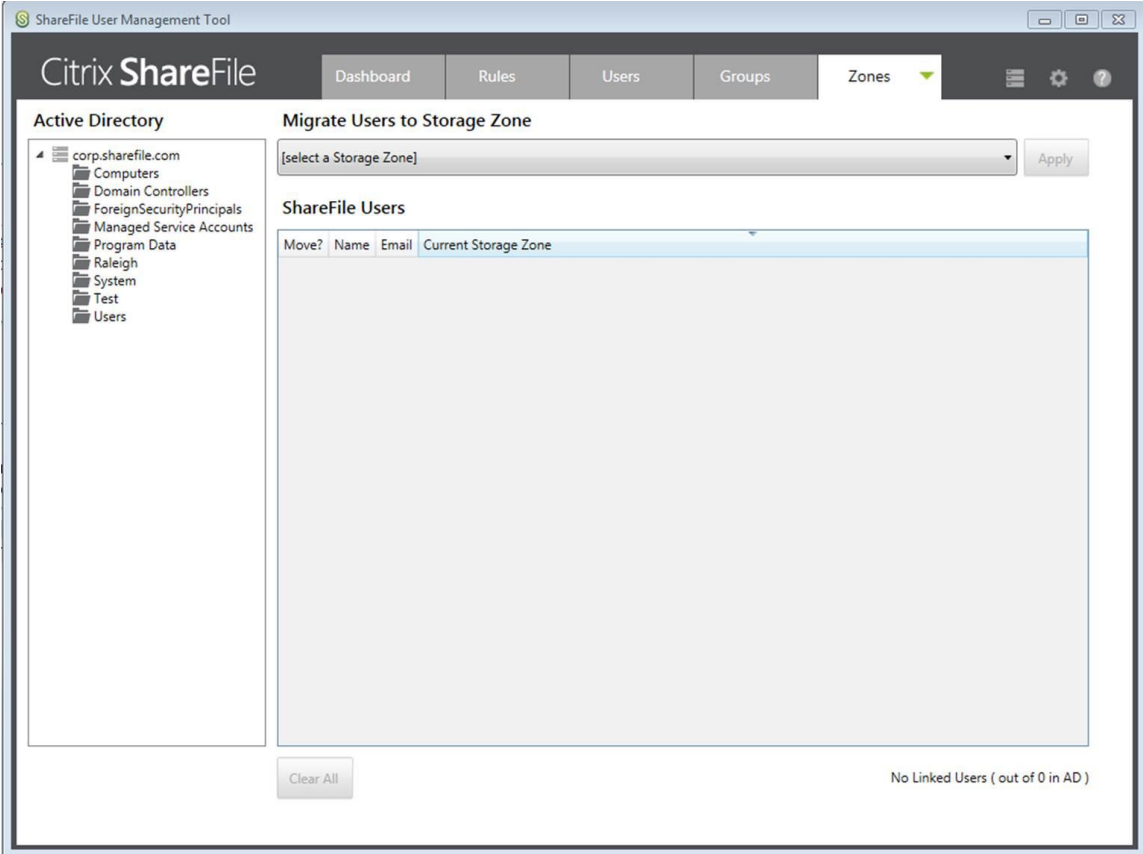 ShareFile User Management Tool
Citrix ShareFile
Dashboard
Rules
Users
Groups
Zones
Active Directory
corp.sharefile.com
Computers
Domain Controllers
ForeignSecurityPrincipals
Managed Service Accounts
Program Data
Raleigh
System
Test
Users
Migrate Users to Storage Zone
[select a Storage Zone]
Apply
ShareFile Users
Move? Name Email Current Storage Zone
Clear All
No Linked Users ( out of 0 in AD )